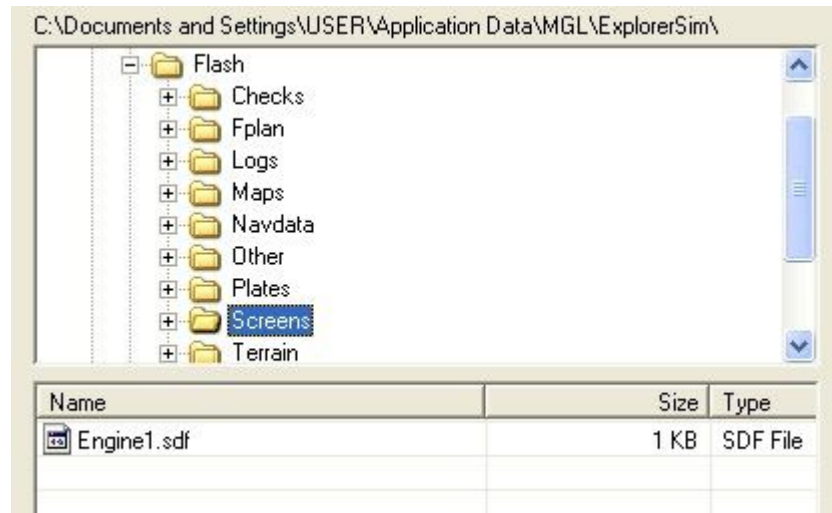 C:\Documents and Settings\USER\Application Data\MGL\ExplorerSim\
Flash
Checks
Fplan
Logs
Maps
Navdata
Other
Plates
Screens
Terrain
Name Size Type
Engine1.sdf 1 KB SDF File